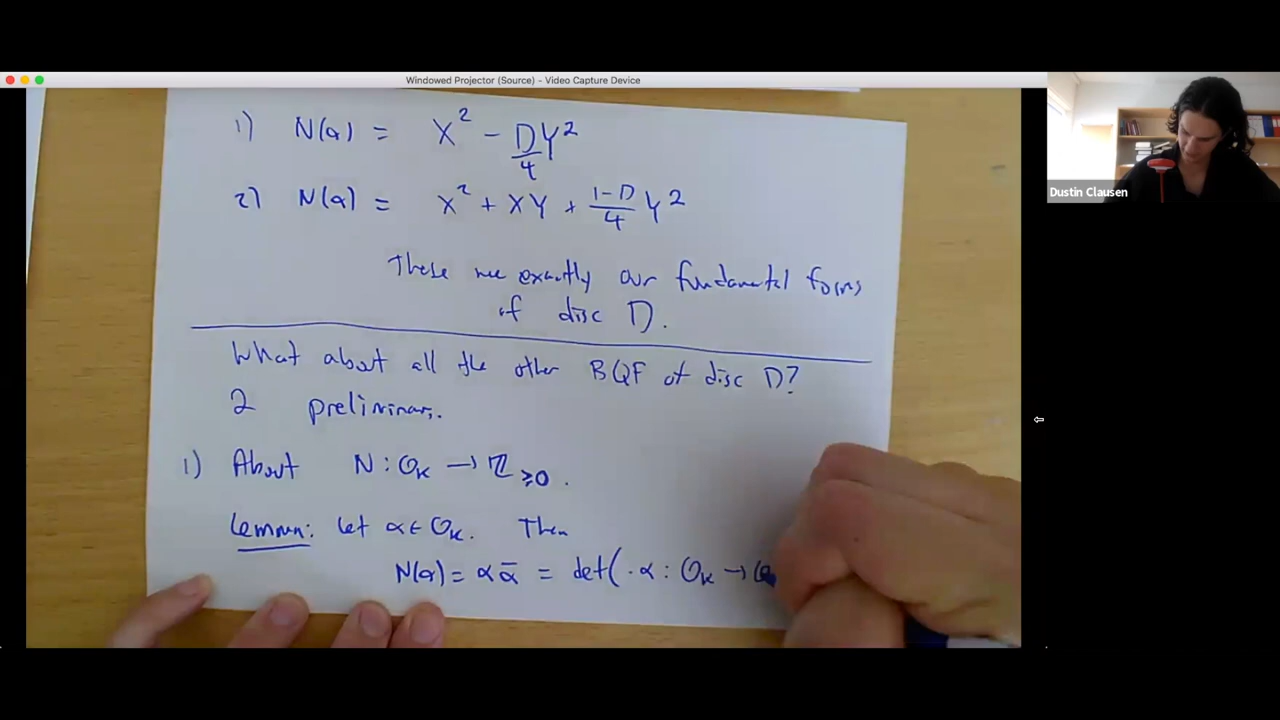 Windowed Projector (Source) - Video Capture Device
Dustin Clausen
1) N(α) = X² - D/4 Y²
2) N(α) = X² + XY + (1-D)/4 Y²
These are exactly our fundamental forms
of disc D.
What about all the other BQF of disc D?
2 preliminaries.
1) About N: O_K → ℤ_≥0.
Lemma: Let α ∈ O_K. Then
N(α) = αᾱ = det( ·α : O_K → O